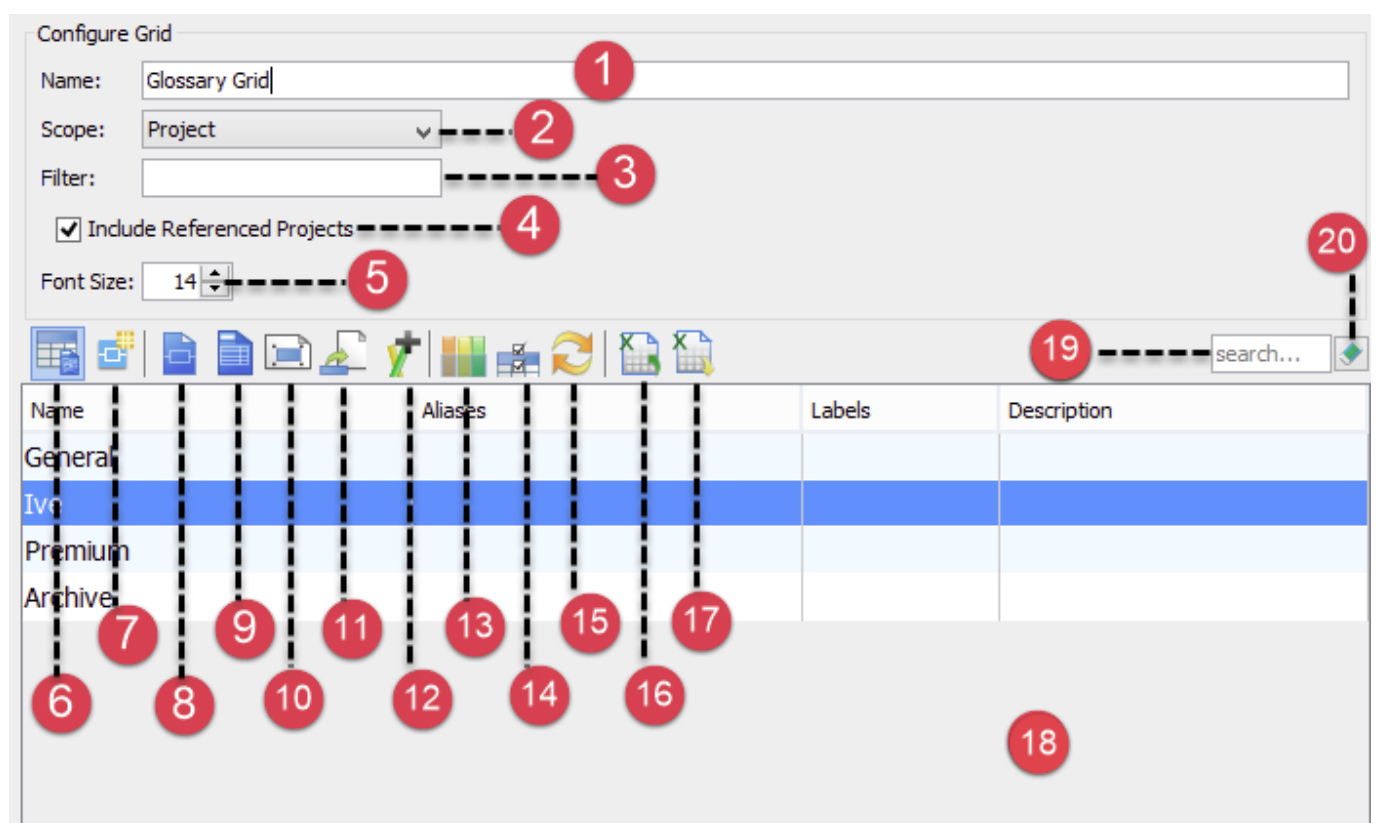 Configure Grid
Name: Glossary Grid 1
Scope: Project 2
Filter: 3
Include Referenced Projects 4
20
Font Size: 14 5
19 search...
Name Aliases Labels Description
General
Ive
Premium
Archive
7 9 11 13 15 17
6 8 10 12 14 16
18